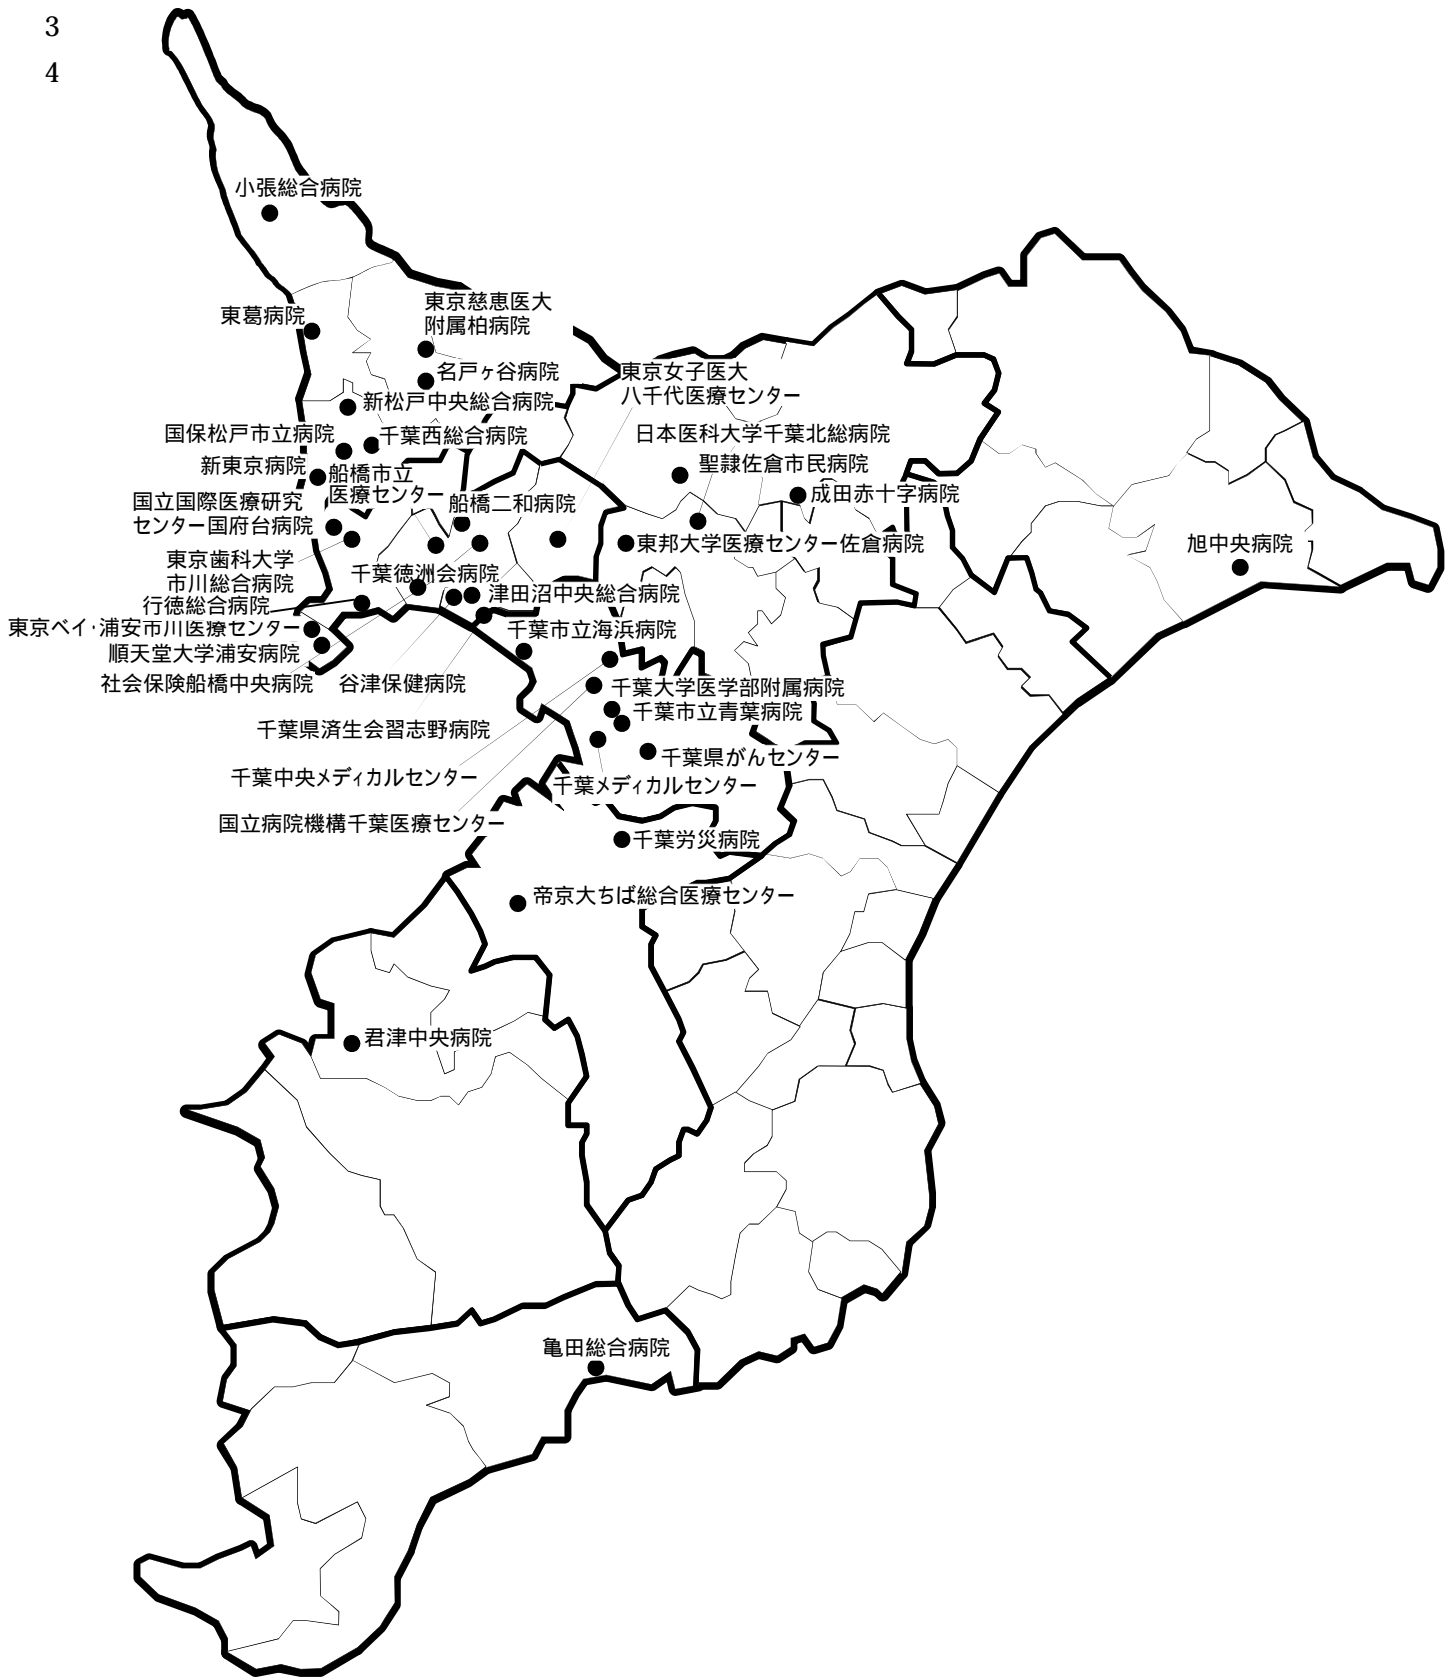 3
4
小張総合病院
東葛病院
東京慈恵医大
附属柏病院
名戸ヶ谷病院
新松戸中央総合病院
東京女子医大
八千代医療センター
国保松戸市立病院
千葉西総合病院
日本医科大学千葉北総病院
新東京病院
船橋市立
医療センター
聖隷佐倉市民病院
国立国際医療研究
センター国府台病院
船橋二和病院
成田赤十字病院
東邦大学医療センター佐倉病院
旭中央病院
東京歯科大学
市川総合病院
千葉徳洲会病院
行徳総合病院
津田沼中央総合病院
東京ベイ・浦安市川医療センター
千葉市立海浜病院
順天堂大学浦安病院
社会保険船橋中央病院
谷津保健病院
千葉大学医学部附属病院
千葉市立青葉病院
千葉県済生会習志野病院
千葉県がんセンター
千葉中央メディカルセンター
千葉メディカルセンター
国立病院機構千葉医療センター
千葉労災病院
帝京大ちば総合医療センター
君津中央病院
亀田総合病院